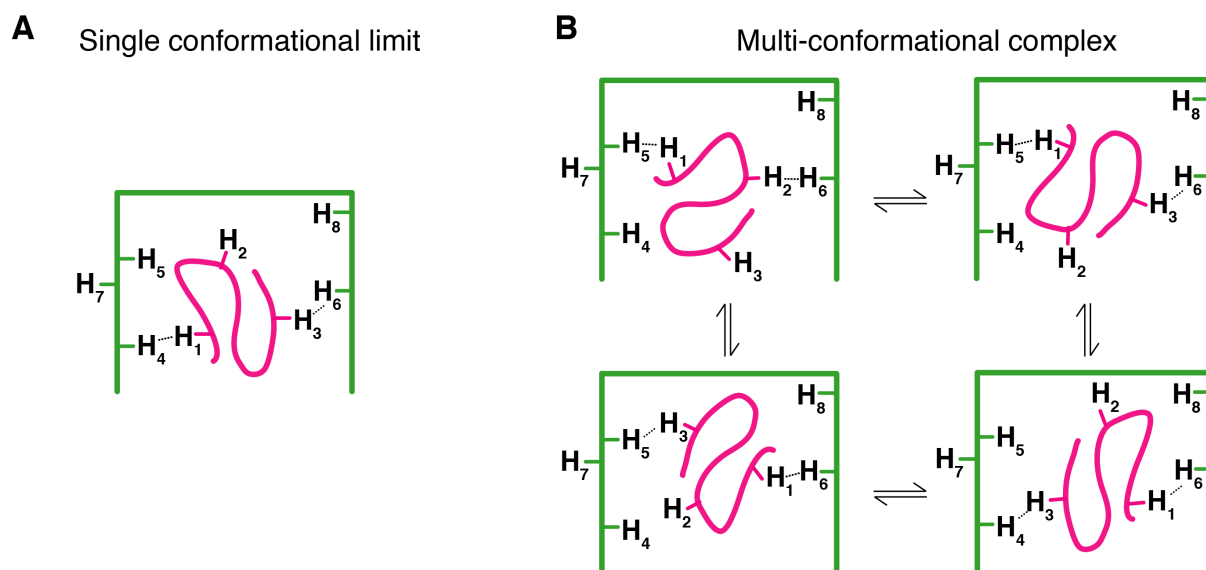 A
Single conformational limit
H8
H2
H5
H7
H6
H3
H4
H1
B
Multi-conformational complex
H8
H5
H1
H7
H2
H6
H4
H3
H8
H5
H1
H7
H6
H3
H4
H2
H8
H3
H5
H7
H1
H6
H2
H4
H8
H2
H5
H7
H6
H3
H1
H4